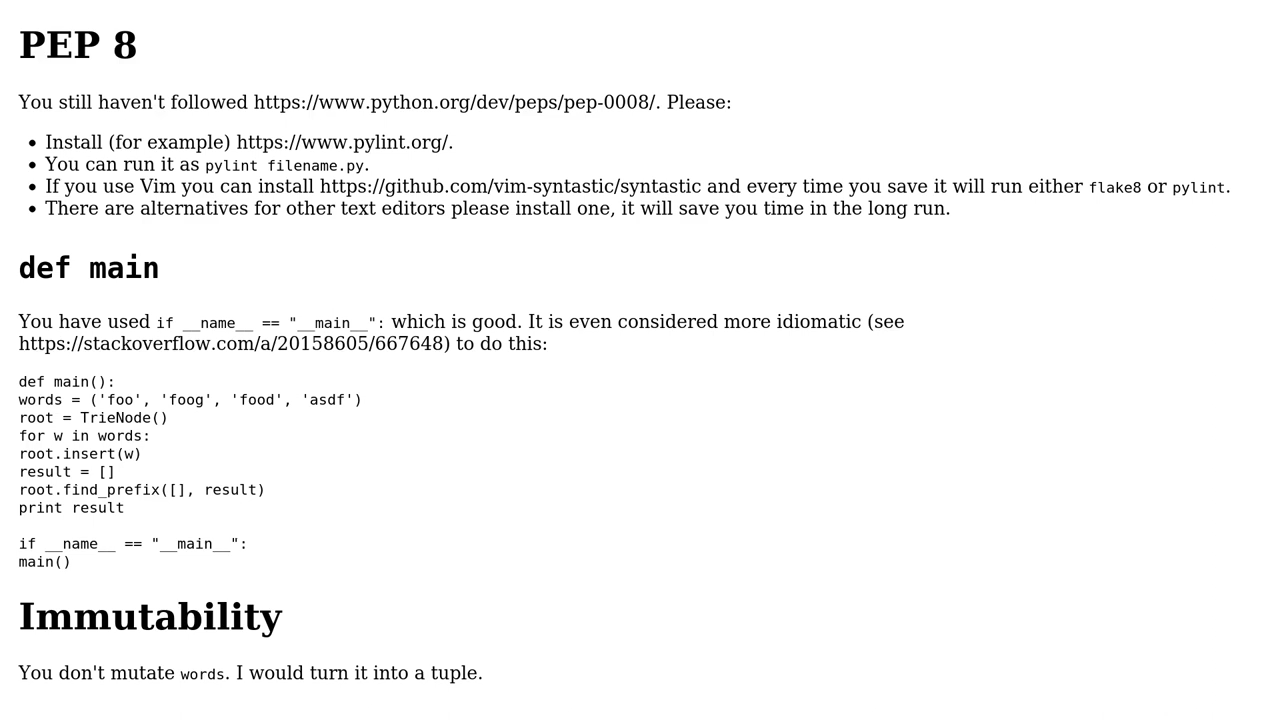 PEP 8
You still haven't followed https://www.python.org/dev/peps/pep-0008/. Please:
• Install (for example) https://www.pylint.org/.
• You can run it as pylint filename.py.
• If you use Vim you can install https://github.com/vim-syntastic/syntastic and every time you save it will run either flake8 or pylint.
• There are alternatives for other text editors please install one, it will save you time in the long run.
def main
You have used if __name__ == "__main__": which is good. It is even considered more idiomatic (see
https://stackoverflow.com/a/20158605/667648) to do this:
def main():
words = ('foo', 'foog', 'food', 'asdf')
root = TrieNode()
for w in words:
root.insert(w)
result = []
root.find_prefix([], result)
print result
if __name__ == "__main__":
main()
Immutability
You don't mutate words. I would turn it into a tuple.